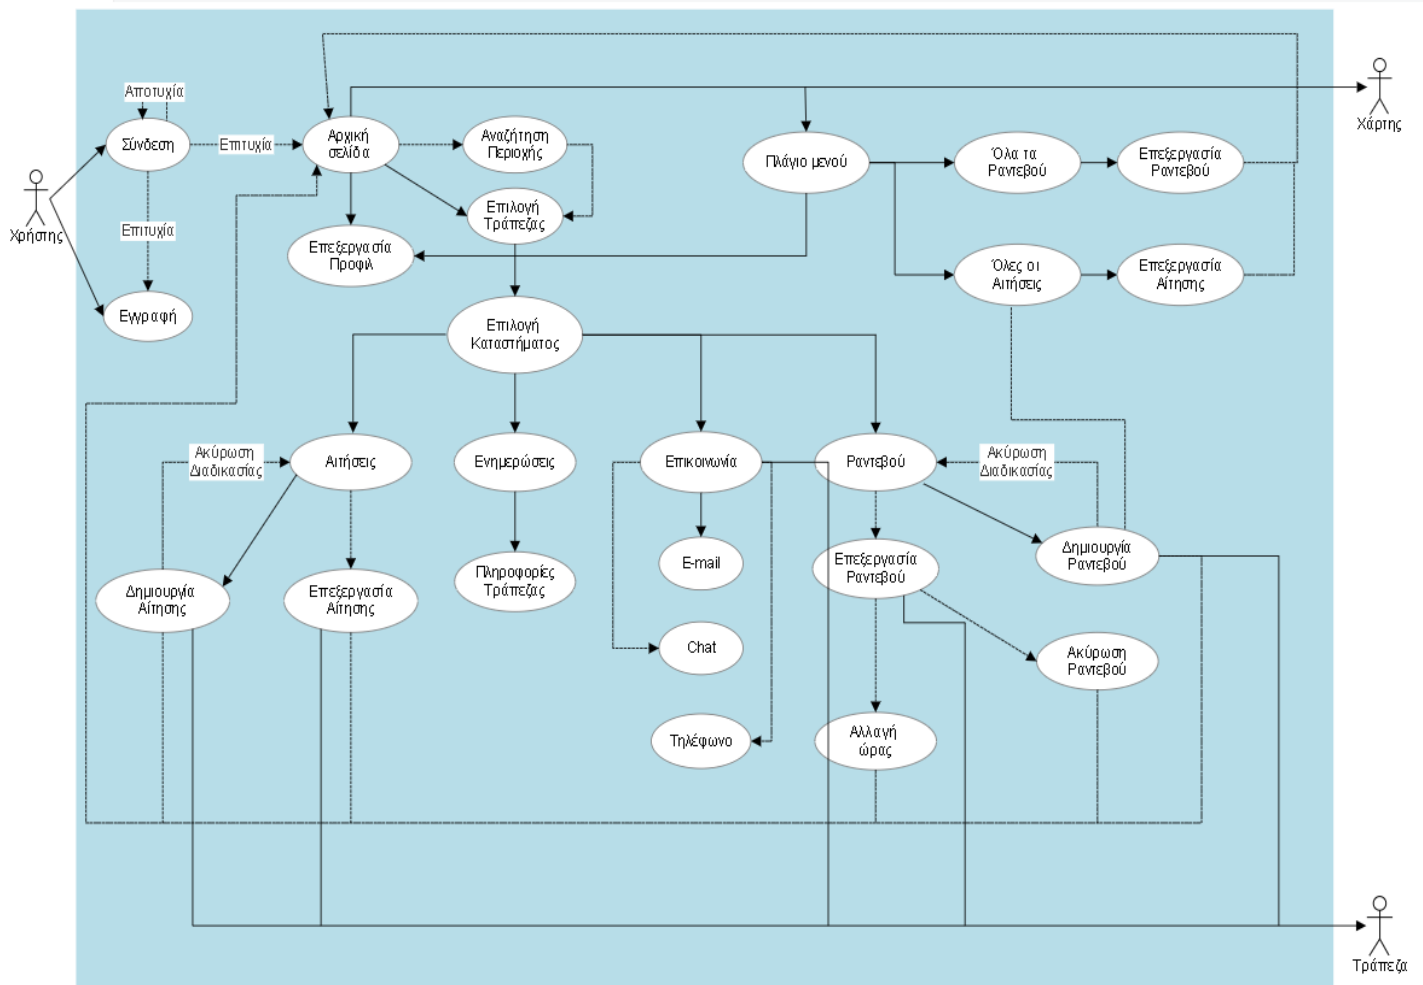 Αποτυχία
Χάρτης
Σύνδεση
Επιτυχία
Αρχική
σελίδα
Αναζήτηση
Περιοχής
Πλάγιο μενού
Όλα τα
Ραντεβού
Επεξεργασία
Ραντεβού
Χρήστης
Επιτυχία
Επιλογή
Τράπεζας
Επεξεργασία
Προφιλ
Όλες οι
Αιτήσεις
Επεξεργασία
Αίτησης
Εγγραφή
Επιλογή
Καταστήματος
Ακύρωση
Διαδικασίας
Αιτήσεις
Ενημερώσεις
Επικοινωνία
Ραντεβού
Ακύρωση
Διαδικασίας
Δημιουργία
Αίτησης
Επεξεργασία
Αίτησης
Πληροφορίες
Τράπεζας
E-mail
Επεξεργασία
Ραντεβού
Δημιουργία
Ραντεβού
Chat
Ακύρωση
Ραντεβού
Τηλέφωνο
Αλλαγή
ώρας
Τράπεζα